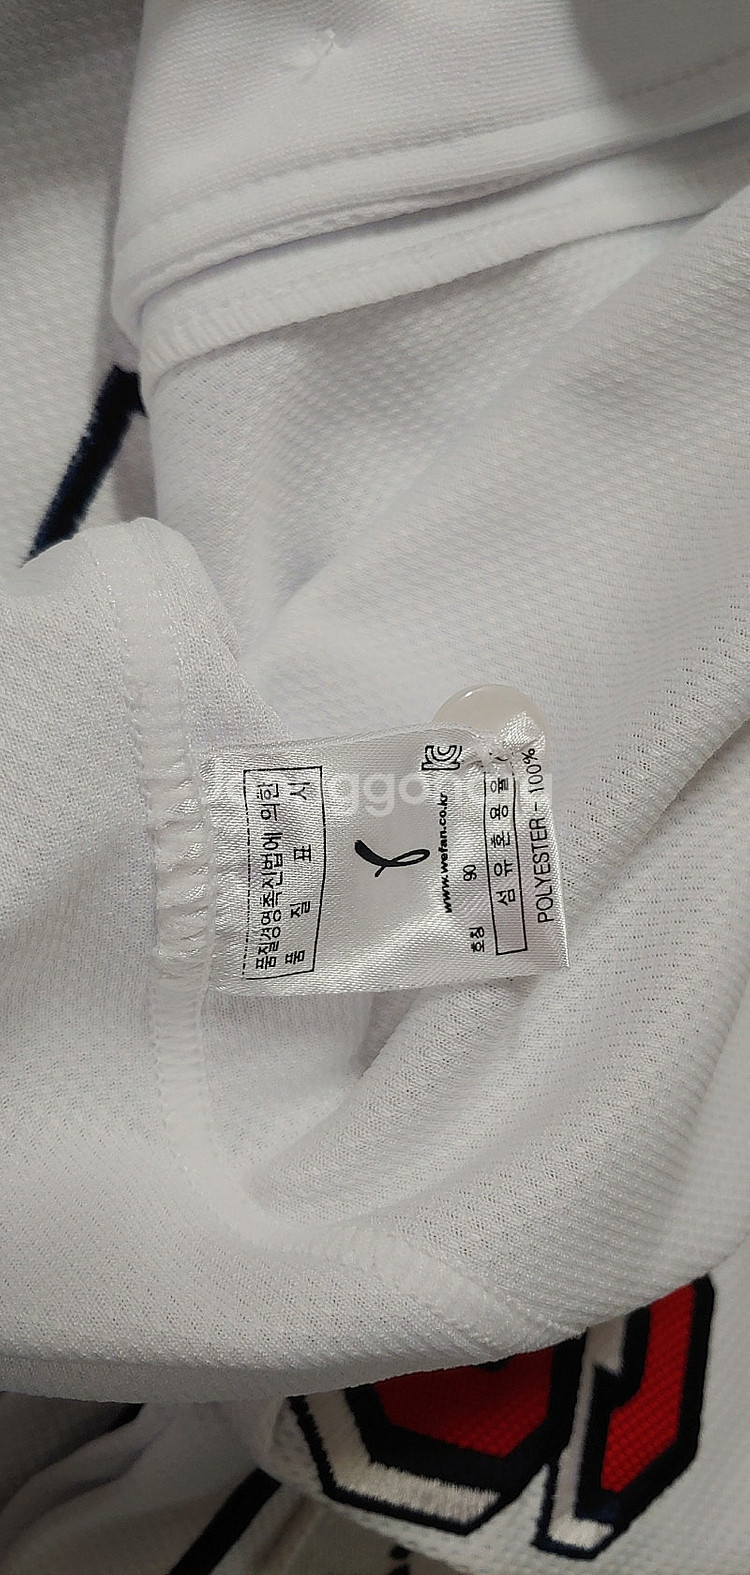 품질경영촉진법에 의한
품 질 표 시
www.wefan.co.kr
호칭 90
섬 유 혼 용 율
POLYESTER - 100%